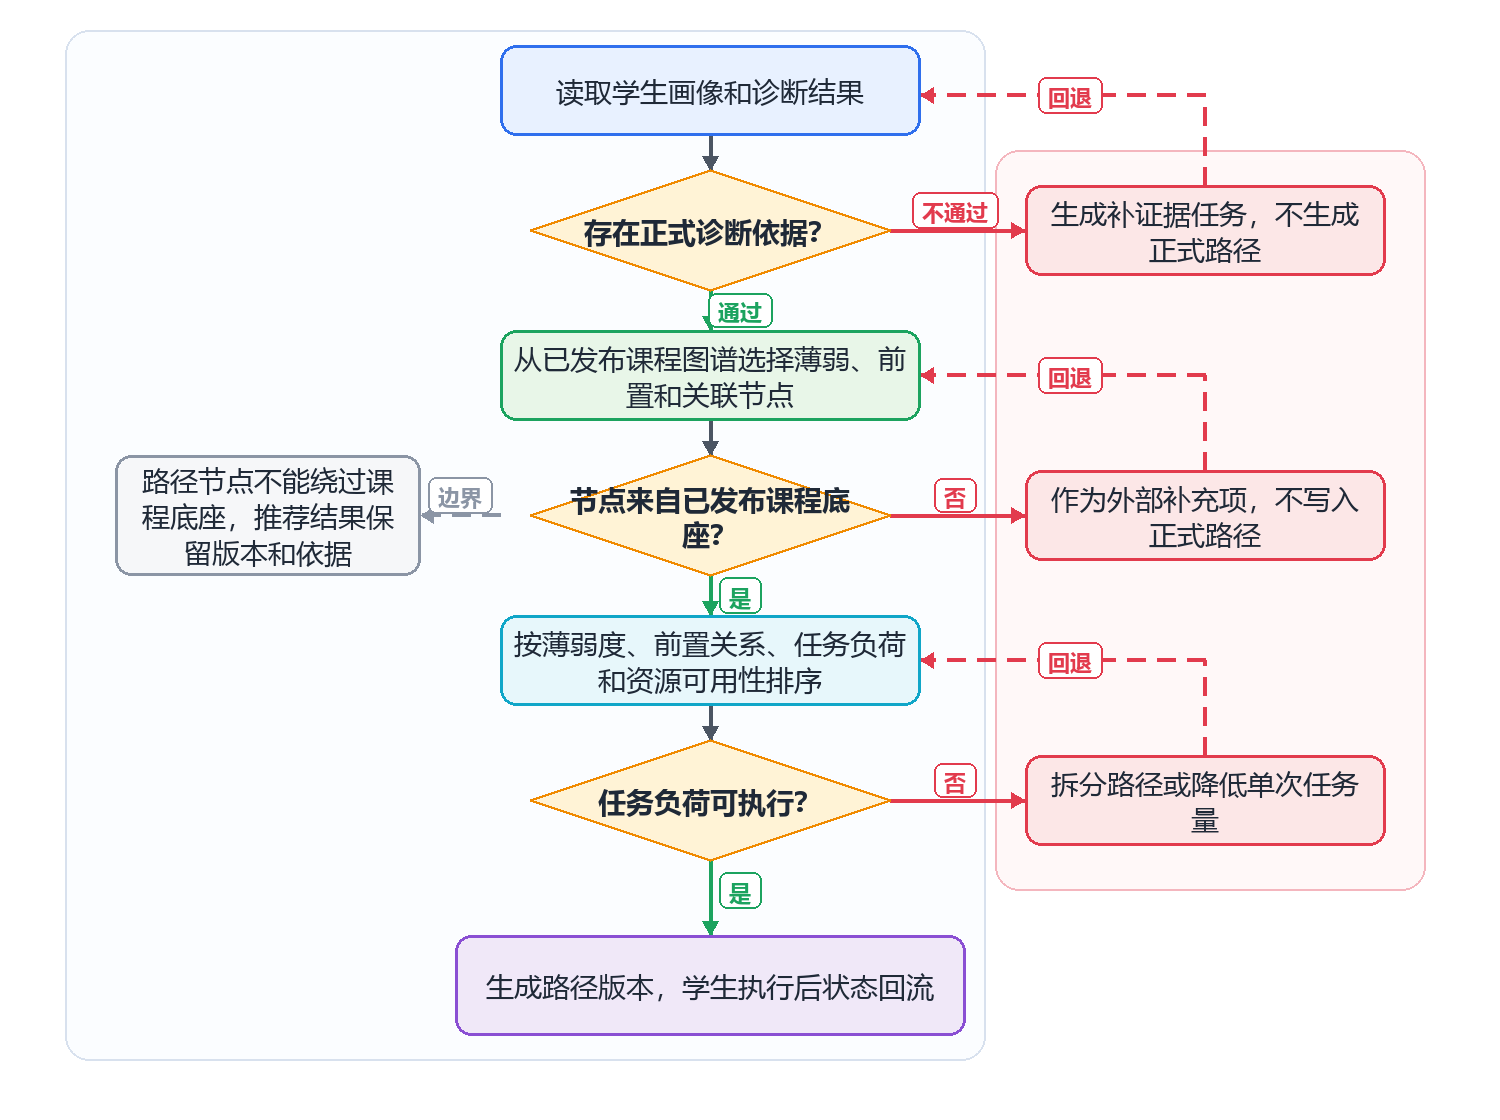 读取学生画像和诊断结果
回退
存在正式诊断依据?
不通过
生成补证据任务，不生成
正式路径
通过
从已发布课程图谱选择薄弱、前
置和关联节点
回退
路径节点不能绕过课
程底座，推荐结果保
留版本和依据
边界
节点来自已发布课程底
座?
否
作为外部补充项，不写入
正式路径
是
按薄弱度、前置关系、任务负荷
和资源可用性排序
回退
任务负荷可执行?
否
拆分路径或降低单次任务
量
是
生成路径版本，学生执行后状态回流